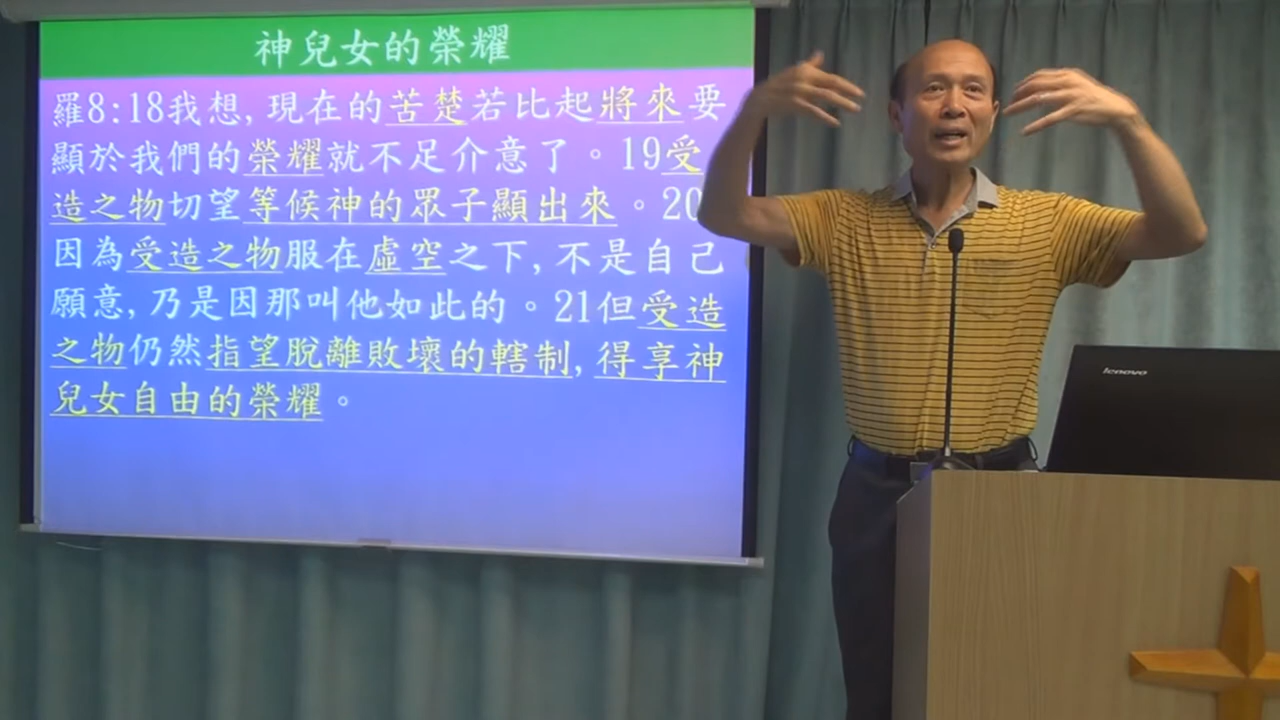 神兒女的榮耀
羅8:18我想,現在的苦楚若比起將來要
顯於我們的榮耀就不足介意了。19受
造之物切望等候神的眾子顯出來。20
因為受造之物服在虛空之下,不是自己
願意,乃是因那叫他如此的。21但受造
之物仍然指望脫離敗壞的轄制,得享神
兒女自由的榮耀。
lenovo